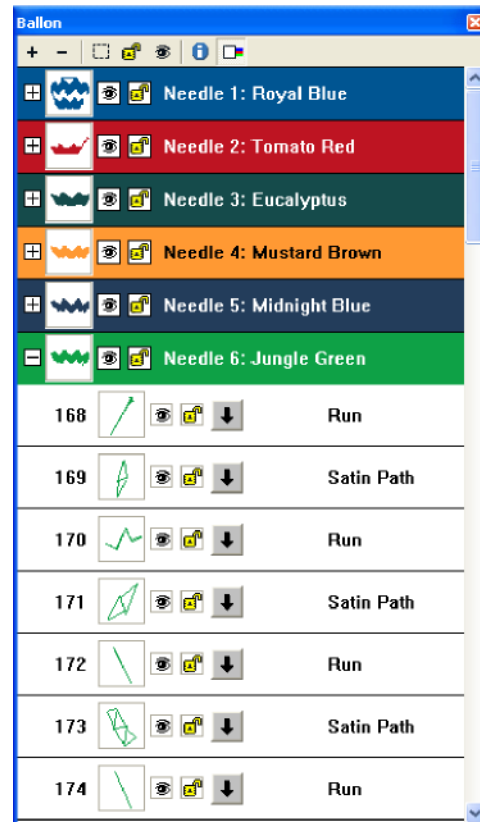 Ballon
Needle 1: Royal Blue
Needle 2: Tomato Red
Needle 3: Eucalyptus
Needle 4: Mustard Brown
Needle 5: Midnight Blue
Needle 6: Jungle Green
168 Run
169 Satin Path
170 Run
171 Satin Path
172 Run
173 Satin Path
174 Run